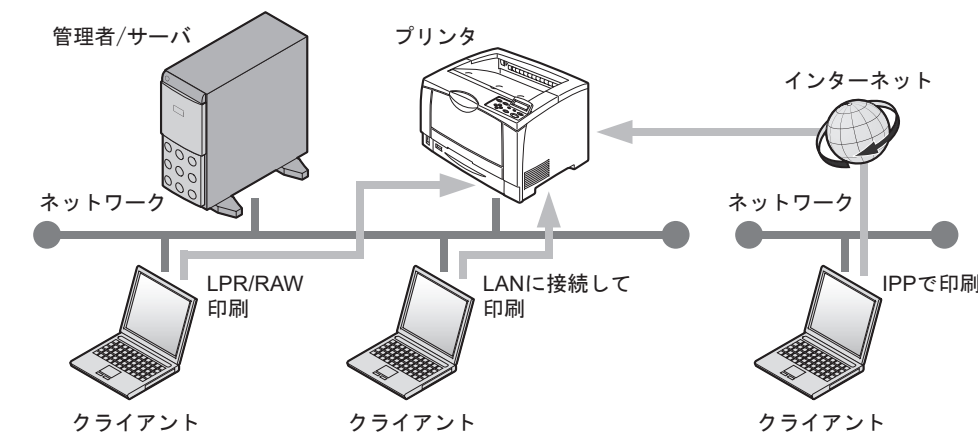 管理者/サーバ
プリンタ
インターネット
ネットワーク
ネットワーク
LPR/RAW
印刷
LANに接続して
印刷
IPPで印刷
クライアント
クライアント
クライアント